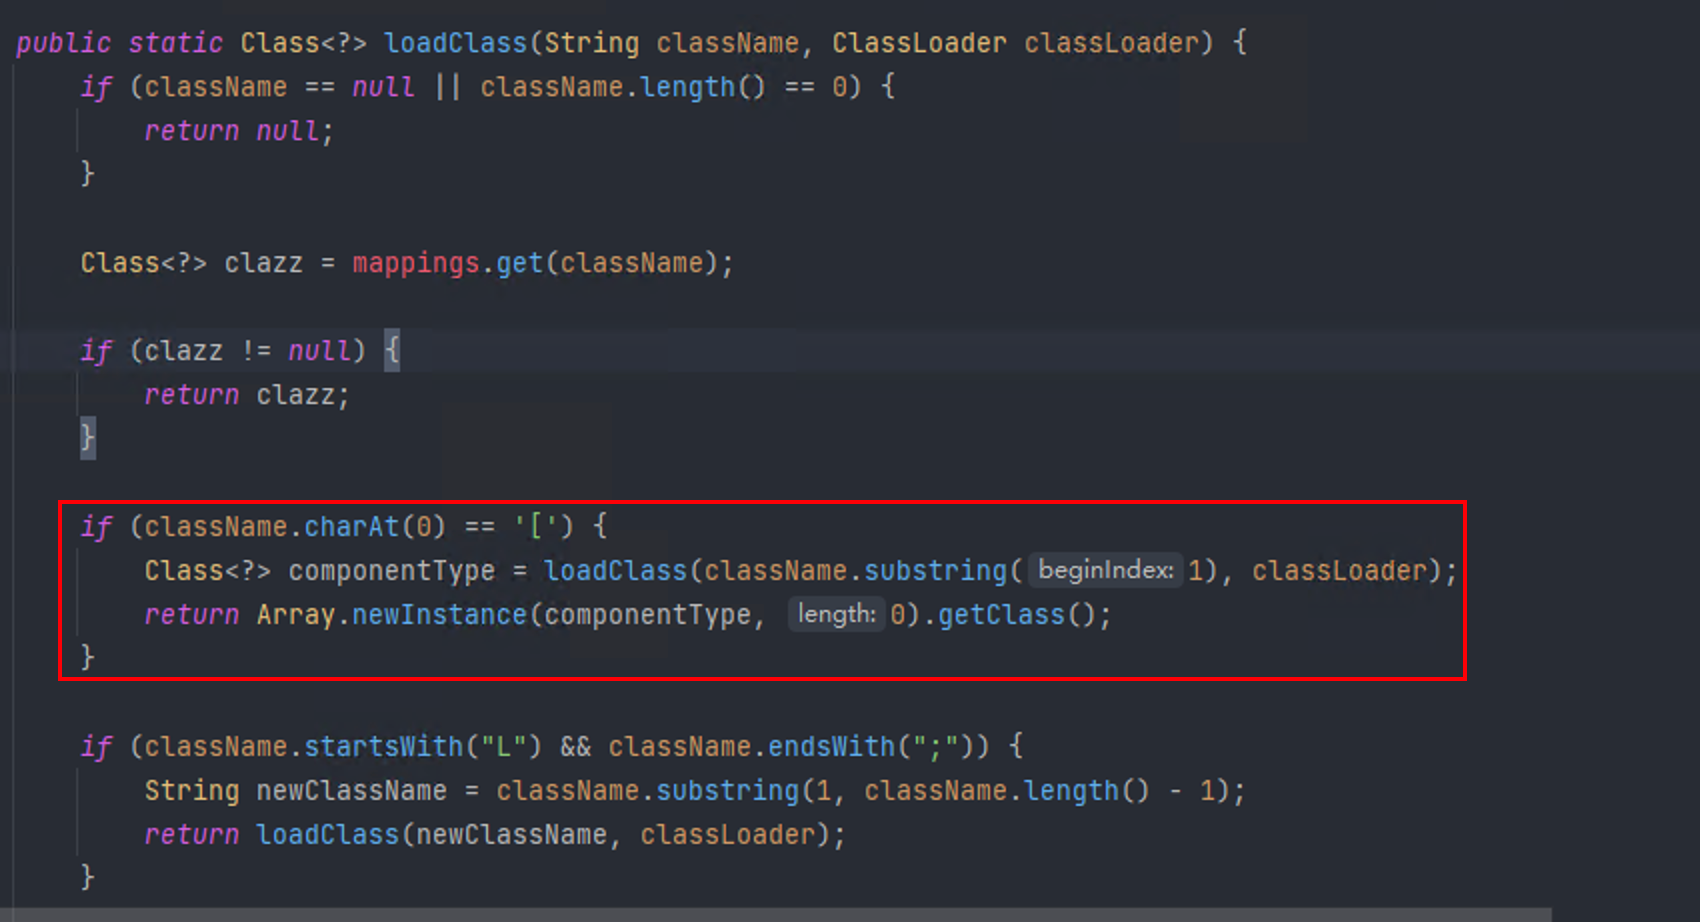 public static Class<?> loadClass(String className, ClassLoader classLoader) {
if (className == null || className.length() == 0) {
return null;
}
Class<?> clazz = mappings.get(className);
if (clazz != null) {
return clazz;
}
if (className.charAt(0) == '[') {
Class<?> componentType = loadClass(className.substring( beginIndex: 1), classLoader);
return Array.newInstance(componentType, length: 0).getClass();
}
if (className.startsWith("L") && className.endsWith(";")) {
String newClassName = className.substring(1, className.length() - 1);
return loadClass(newClassName, classLoader);
}